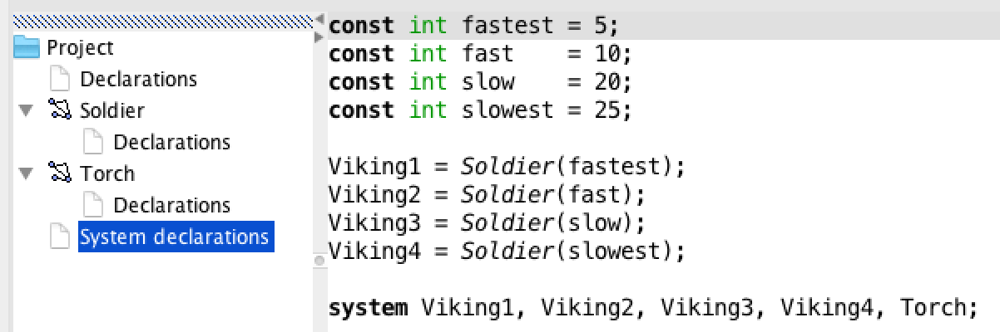 Project
Declarations
Soldier
Declarations
Torch
Declarations
System declarations
const int fastest = 5;
const int fast    = 10;
const int slow    = 20;
const int slowest = 25;
Viking1 = Soldier(fastest);
Viking2 = Soldier(fast);
Viking3 = Soldier(slow);
Viking4 = Soldier(slowest);
system Viking1, Viking2, Viking3, Viking4, Torch;